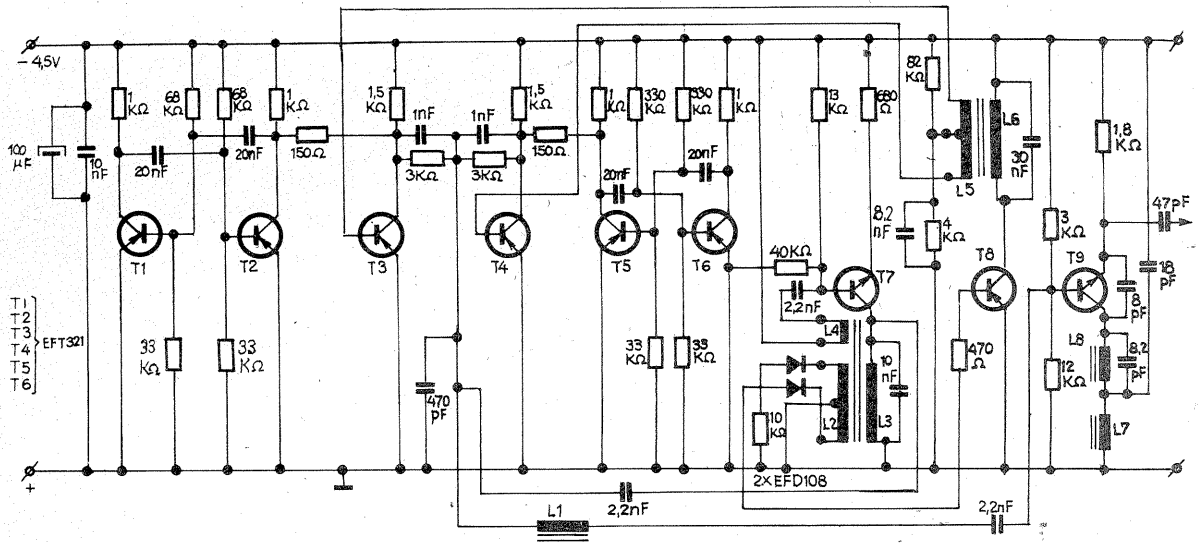 - 4,5V
100 µF
10 nF
1 KΩ
68 KΩ
68 KΩ
1 KΩ
20nF
20nF
150Ω
1,5 KΩ
1nF
1nF
3KΩ
3KΩ
1,5 KΩ
150Ω
1 KΩ
330 KΩ
330 KΩ
1 KΩ
20nF
20nF
13 KΩ
680 Ω
82 KΩ
L6
30 nF
L5
1,8 KΩ
47pF
18 pF
8,2 nF
4 KΩ
3 KΩ
T1
T2
T3
T4
T5
T6
40KΩ
2,2nF
T7
T8
T9
8 pF
T1
T2
T3
T4
T5
T6
EFT321
33 KΩ
33 KΩ
470 pF
33 KΩ
33 KΩ
L4
10 nF
L2
L3
10 KΩ
470 Ω
12 KΩ
L8
8,2 pF
L7
+
2XEFD108
2,2nF
L1
2,2nF